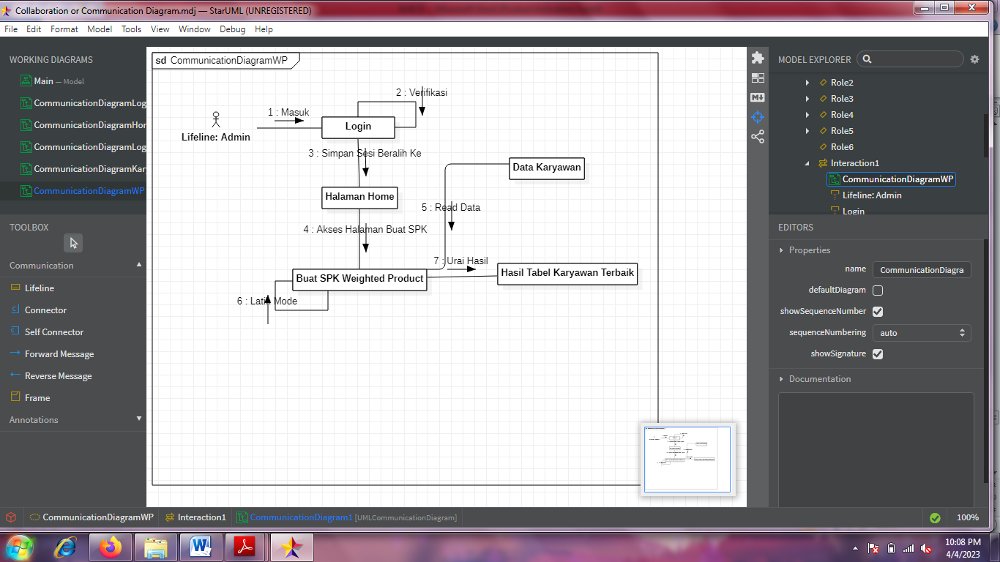 Collaboration or Communication Diagram.mdj — StarUML (UNREGISTERED)
File Edit Format Model Tools Lists View Window Debug Help
WORKING DIAGRAMS
Main — Model
CommunicationDiagramLog
CommunicationDiagramHor
CommunicationDiagramLog
CommunicationDiagramKar
CommunicationDiagramWP
TOOLBOX
Communication
Lifeline
Connector
Self Connector
Forward Message
Reverse Message
Frame
Annotations
sd CommunicationDiagramWP
2 : Verifikasi
1 : Masuk
Login
Lifeline: Admin
3 : Simpan Sesi Beralih Ke
Data Karyawan
Halaman Home
5 : Read Data
4 : Akses Halaman Buat SPK
7 : Urai Hasil
Buat SPK Weighted Product
Hasil Tabel Karyawan Terbaik
6 : Latih Mode
MODEL EXPLORER
Role2
Role3
Role4
Role5
Role6
Interaction1
CommunicationDiagramWP
Lifeline: Admin
Login
EDITORS
Properties
name CommunicationDiagra
defaultDiagram
showSequenceNumber
sequenceNumbering auto
showSignature
Documentation
CommunicationDiagramWP Interaction1 CommunicationDiagram1 [UMLCommunicationDiagram] 100%
10:08 PM
4/4/2023